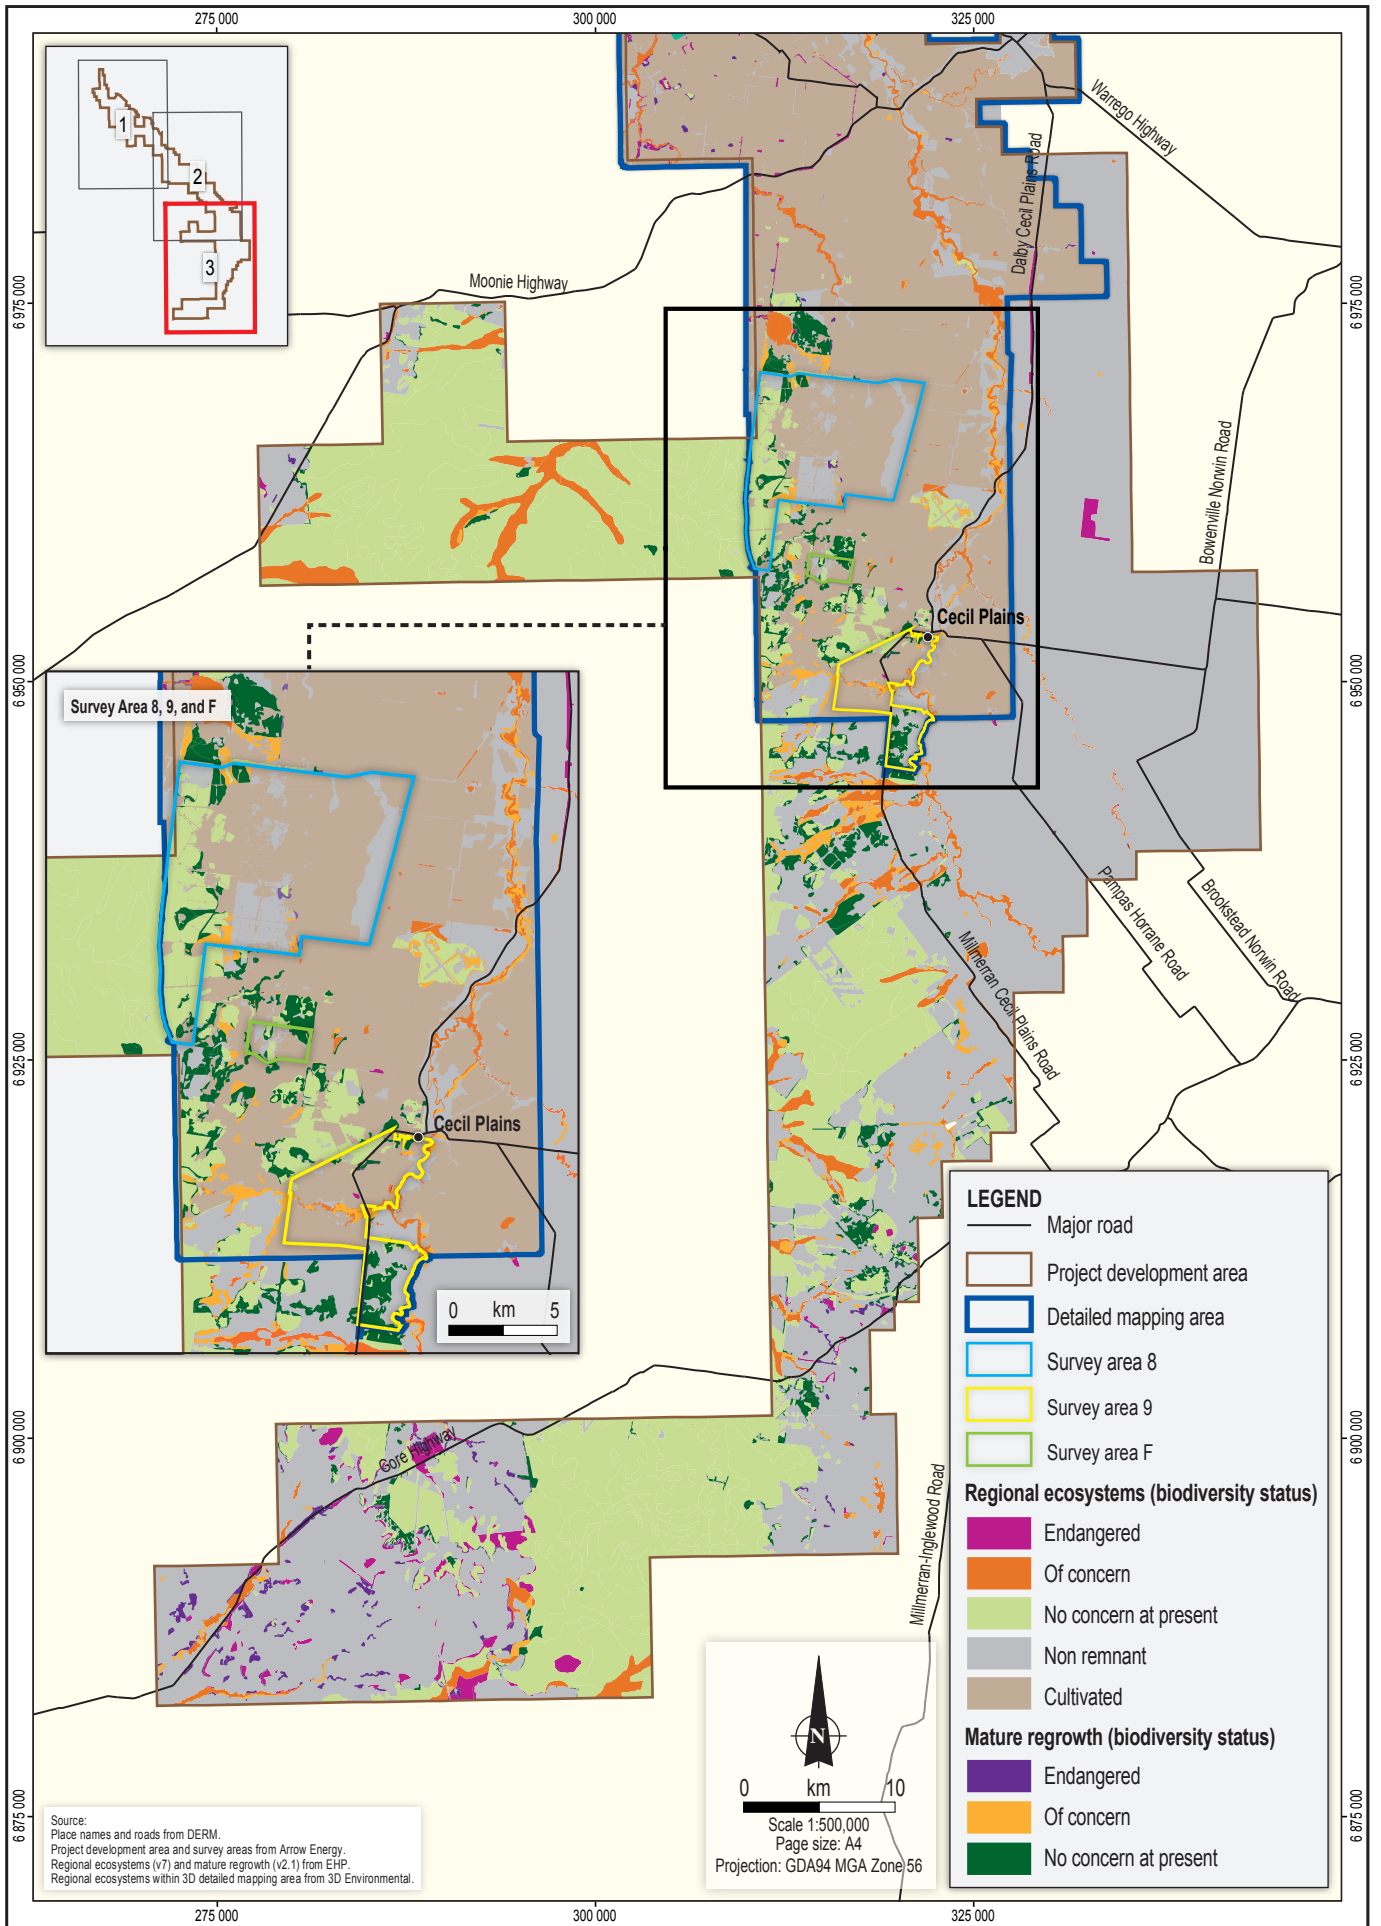 275 000
300 000
325 000
1
2
3
Warrego Highway
Dalby Cecil Plains Road
Moonie Highway
6 975 000
6 975 000
Bowenville Norwin Road
Cecil Plains
6 950 000
6 950 000
Survey Area 8, 9, and F
Pampas Horrane Road
Brookstead Norwin Road
Millmerran Cecil Plains Road
6 925 000
6 925 000
Cecil Plains
0 km 5
LEGEND
Major road
Project development area
Detailed mapping area
Survey area 8
Survey area 9
Survey area F
Regional ecosystems (biodiversity status)
Endangered
Of concern
No concern at present
Non remnant
Cultivated
Mature regrowth (biodiversity status)
Endangered
Of concern
No concern at present
6 900 000
6 900 000
Gore Highway
Millmerran-Inglewood Road
N
0 km 10
Scale 1:500,000
Page size: A4
Projection: GDA94 MGA Zone 56
6 875 000
6 875 000
Source:
Place names and roads from DERM.
Project development area and survey areas from Arrow Energy.
Regional ecosystems (v7) and mature regrowth (v2.1) from EHP.
Regional ecosystems within 3D detailed mapping area from 3D Environmental.
275 000
300 000
325 000